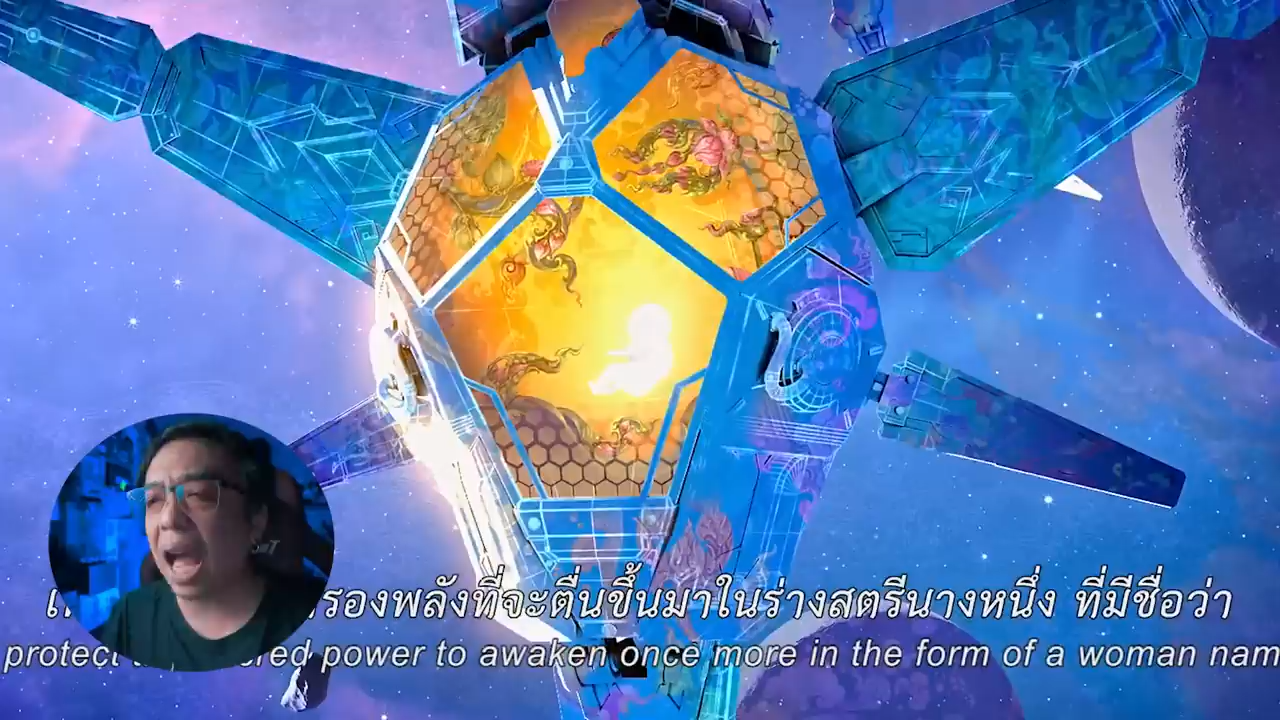 รองพลังที่จะตื่นขึ้นมาในร่างสตรีนางหนึ่ง ที่มีชื่อว่า
protect power to awaken once more in the form of a woman nam